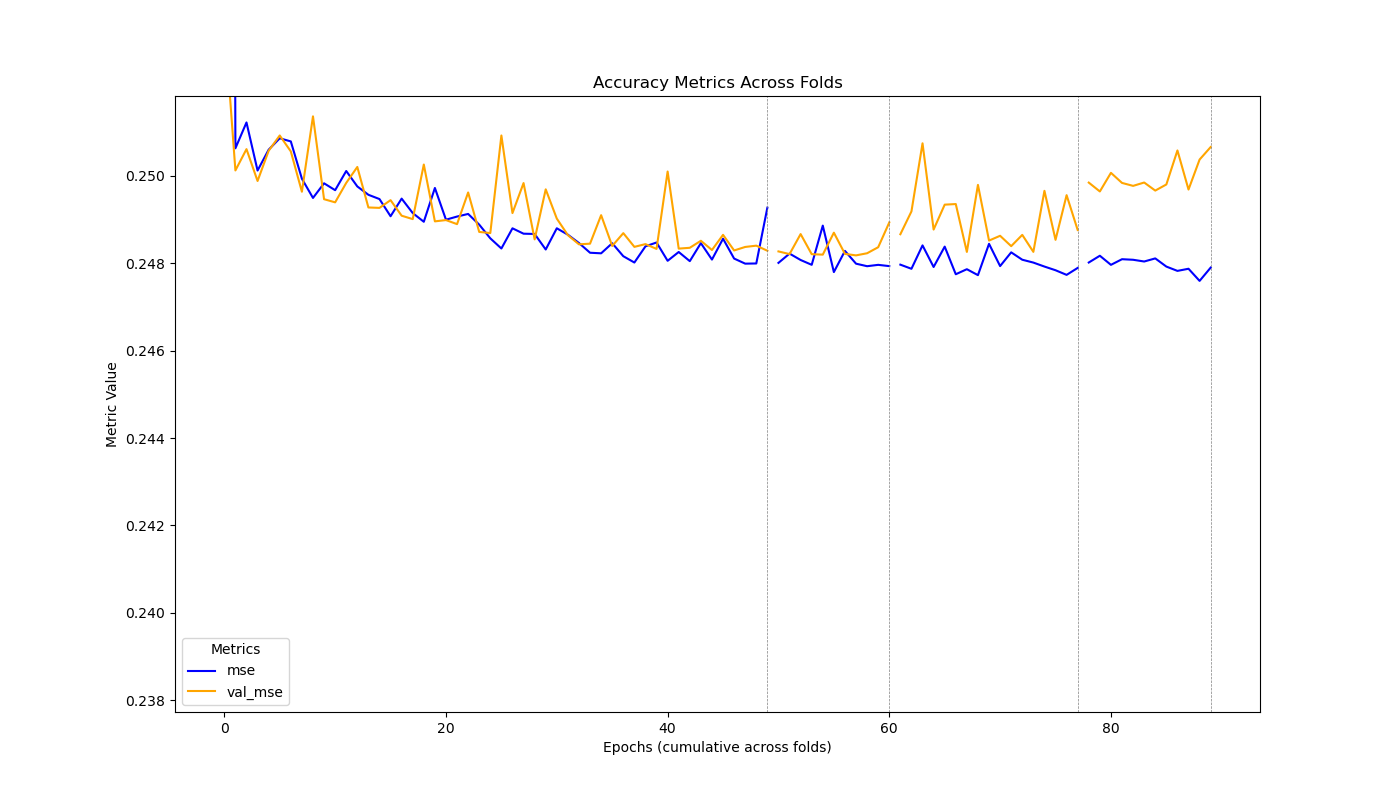 Accuracy Metrics Across Folds
Metric Value
0.250
0.248
0.246
0.244
0.242
0.240
0.238
Metrics
mse
val_mse
0
20
40
60
80
Epochs (cumulative across folds)